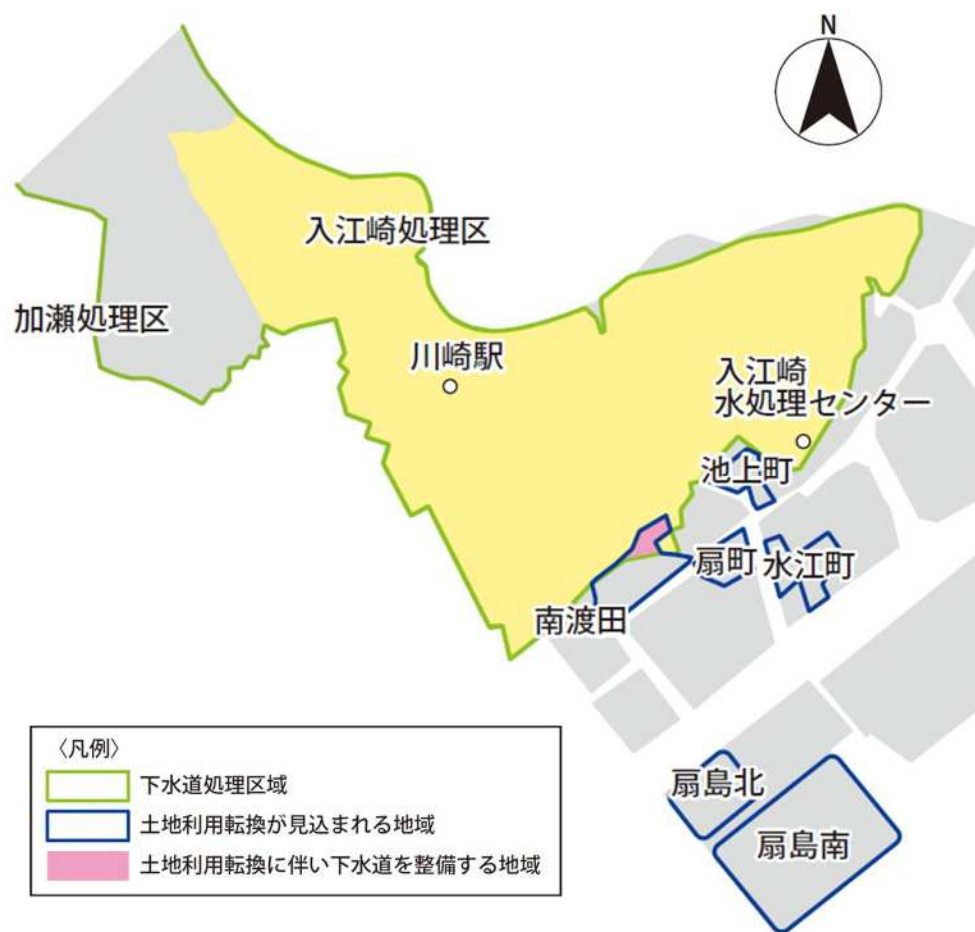 N
入江崎処理区
加瀬処理区
川崎駅
入江崎
水処理センター
池上町
扇町
水江町
南渡田
扇島北
扇島南
〈凡例〉
下水道処理区域
土地利用転換が見込まれる地域
土地利用転換に伴い下水道を整備する地域